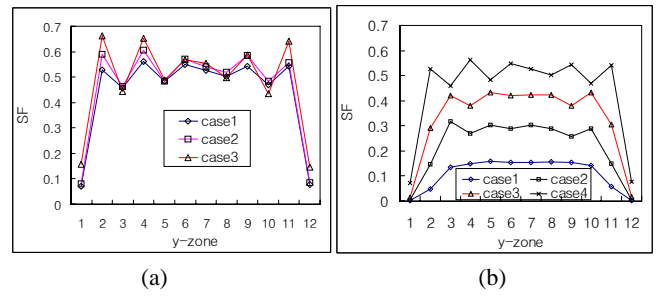 0.7
0.6
0.5
0.4
0.3
0.2
0.1
0
SF
case1
case2
case3
1 2 3 4 5 6 7 8 9 10 11 12
y-zone
(a)
0.7
0.6
0.5
0.4
0.3
0.2
0.1
0
SF
case1 case2
case3 case4
1 2 3 4 5 6 7 8 9 10 11 12
y-zone
(b)